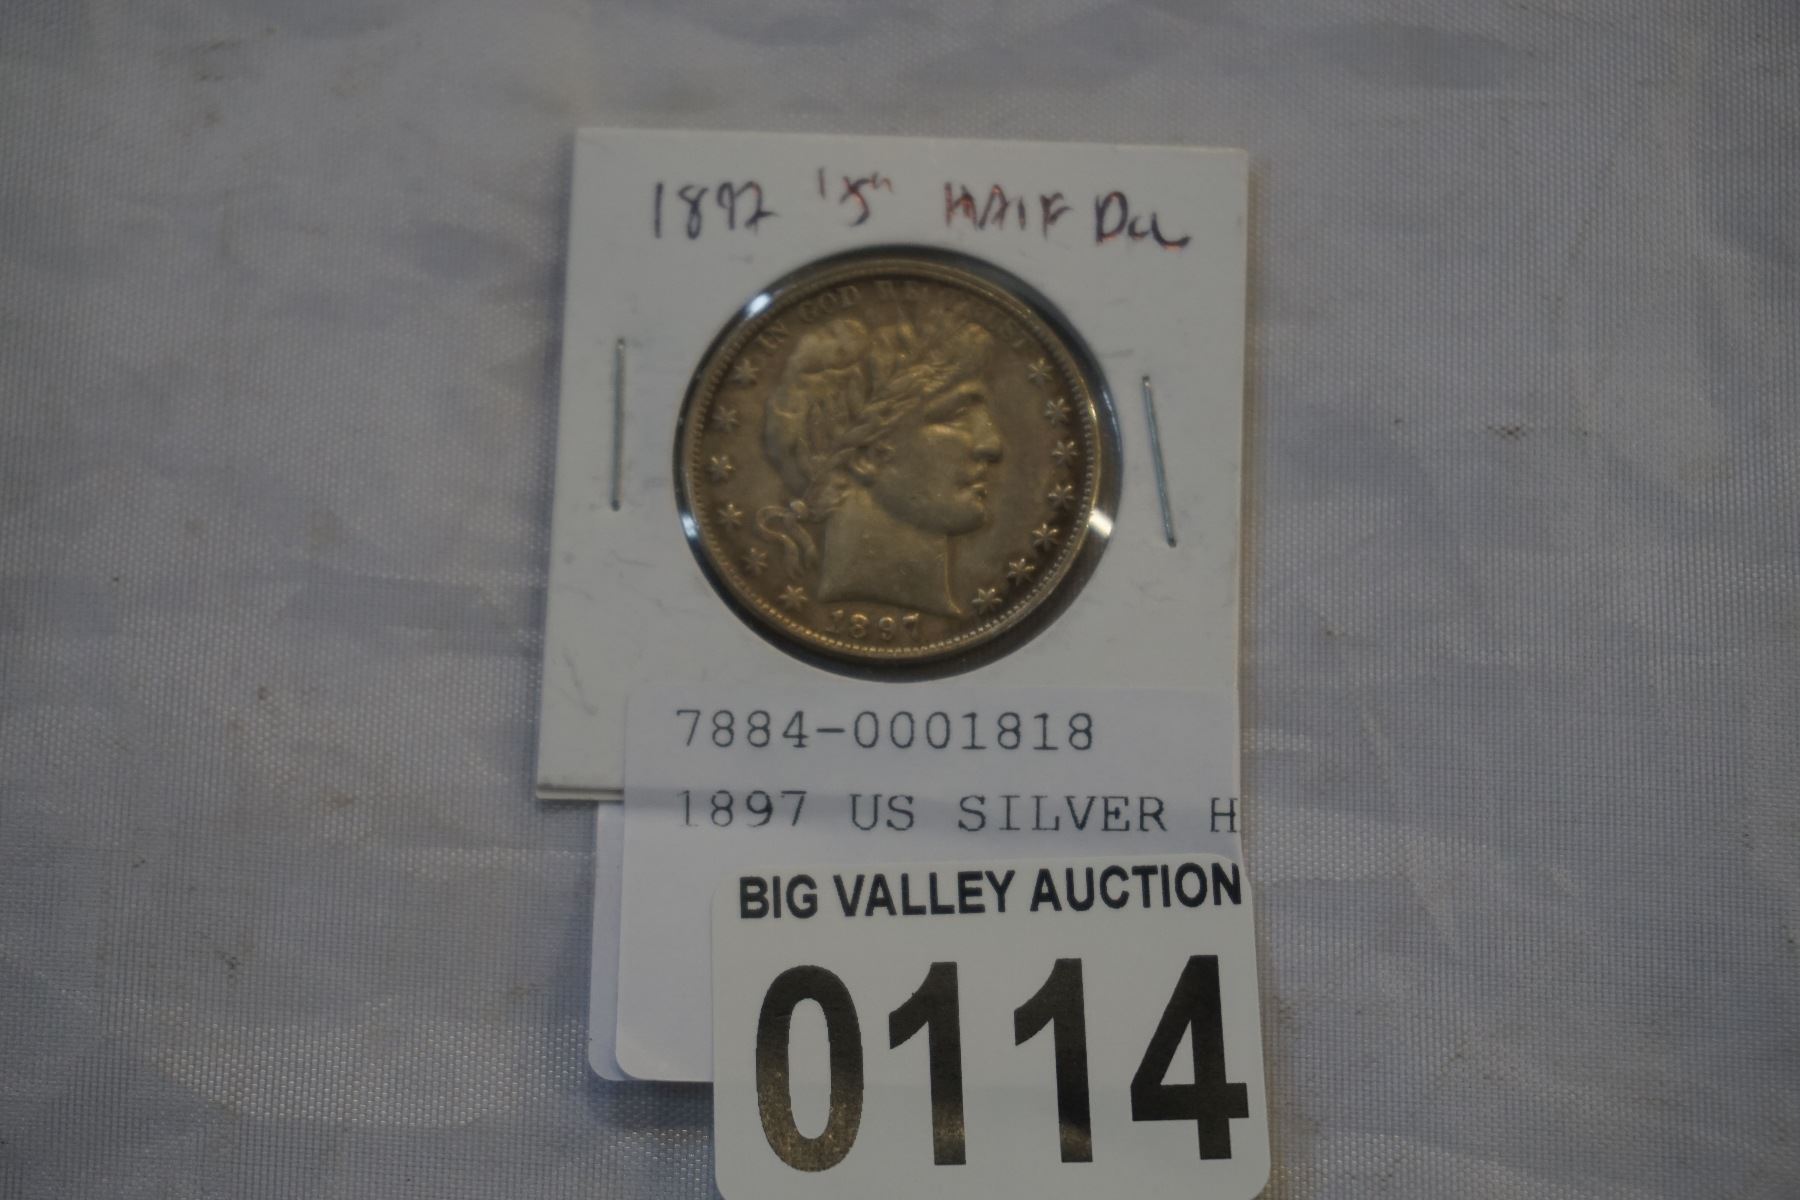 1897 "S" HALF DOL
IN GOD WE TRUST
1897
7884-0001818
1897 US SILVER H
BIG VALLEY AUCTION
0114